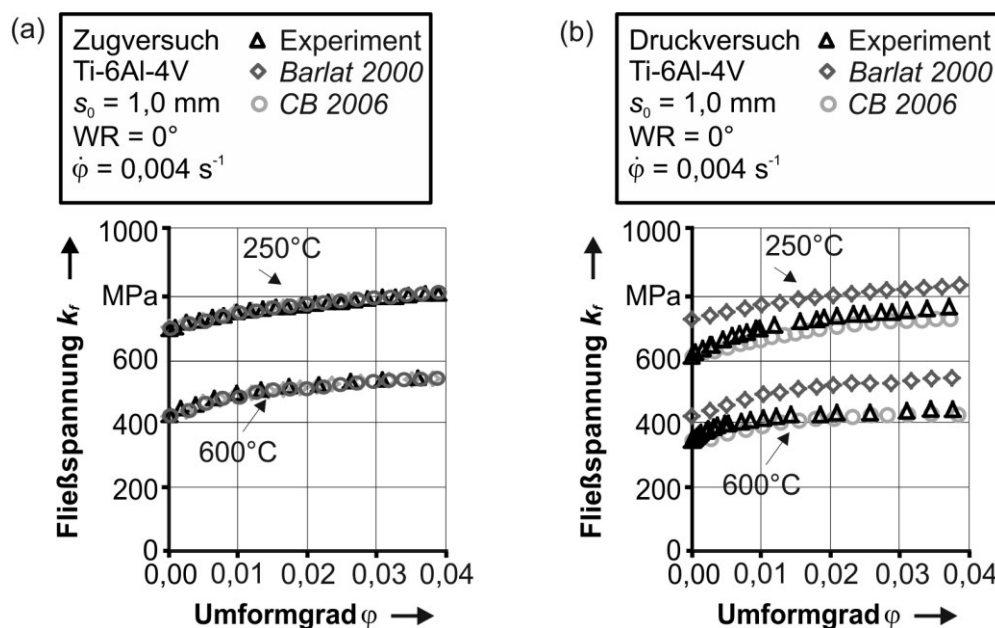 (a)
Zugversuch
Ti-6Al-4V
s₀ = 1,0 mm
WR = 0°
φ̇ = 0,004 s⁻¹
Experiment
Barlat 2000
CB 2006
1000
MPa
600
400
200
0
0,00
0,01
0,02
0,03
0,04
250°C
600°C
Fließspannung k_f
Umformgrad φ
(b)
Druckversuch
Ti-6Al-4V
s₀ = 1,0 mm
WR = 0°
φ̇ = 0,004 s⁻¹
Experiment
Barlat 2000
CB 2006
1000
MPa
600
400
200
0
0,00
0,01
0,02
0,03
0,04
250°C
600°C
Fließspannung k_f
Umformgrad φ